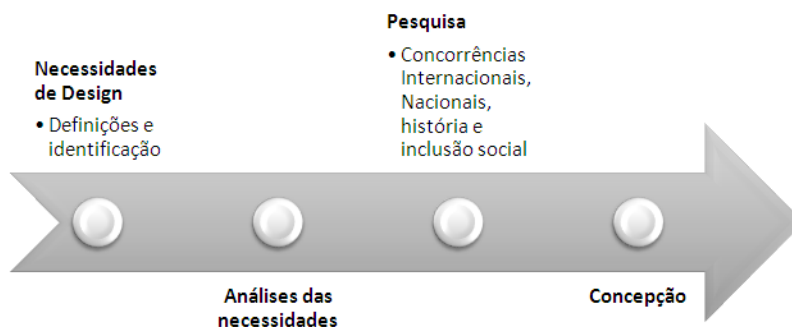 Necessidades
de Design
• Definições e
identificação
Análises das
necessidades
Pesquisa
• Concorrências
Internacionais,
Nacionais,
história e
inclusão social
Concepção